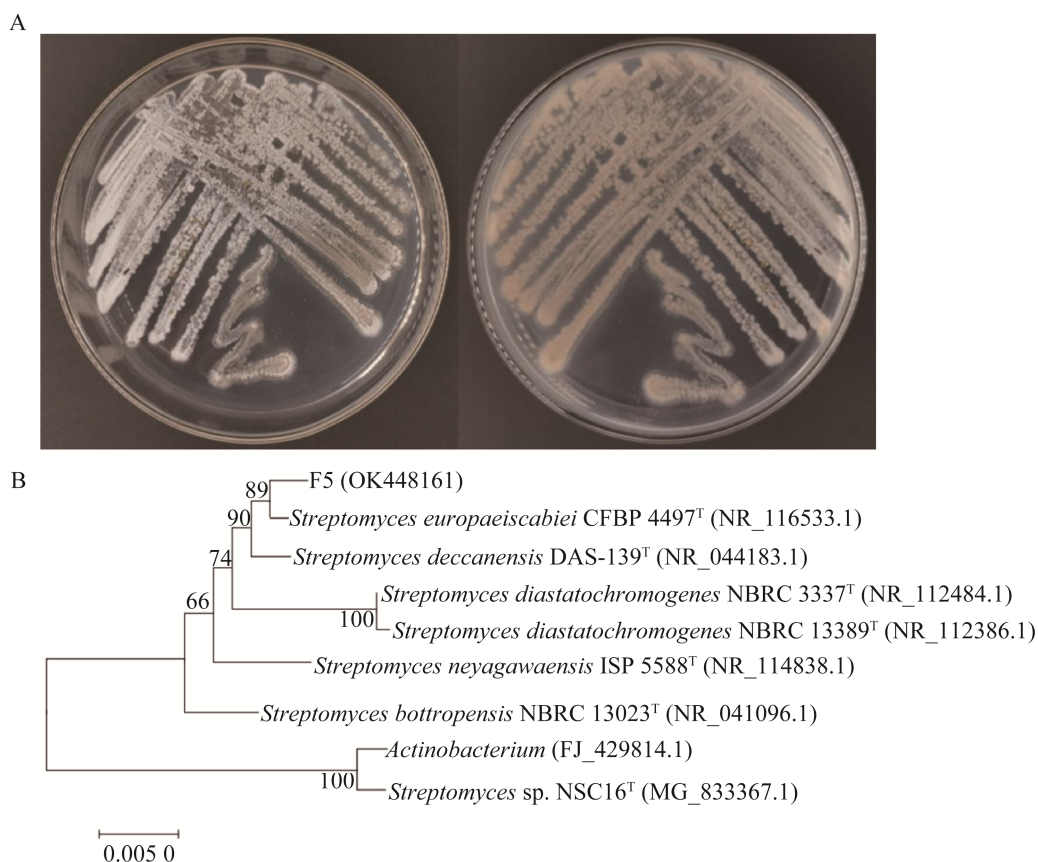 A
B
89
F5 (OK448161)
90
Streptomyces europaeiscabiei CFBP 4497ᵀ (NR_116533.1)
74
Streptomyces deccanensis DAS-139ᵀ (NR_044183.1)
66
Streptomyces diastatochromogenes NBRC 3337ᵀ (NR_112484.1)
100
Streptomyces diastatochromogenes NBRC 13389ᵀ (NR_112386.1)
Streptomyces neyagawaensis ISP 5588ᵀ (NR_114838.1)
Streptomyces bottropensis NBRC 13023ᵀ (NR_041096.1)
Actinobacterium (FJ_429814.1)
100
Streptomyces sp. NSC16ᵀ (MG_833367.1)
0.005 0